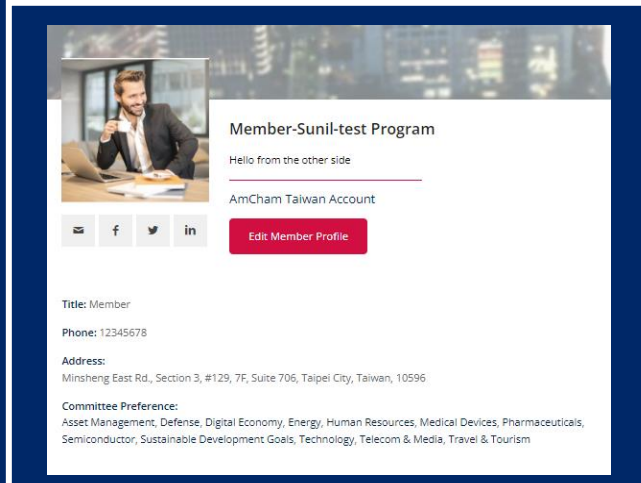 Member-Sunil-test Program
Hello from the other side
AmCham Taiwan Account
Edit Member Profile
Title: Member
Phone: 12345678
Address:
Minsheng East Rd., Section 3, #129, 7F, Suite 706, Taipei City, Taiwan, 10596
Committee Preference:
Asset Management, Defense, Digital Economy, Energy, Human Resources, Medical Devices, Pharmaceuticals,
Semiconductor, Sustainable Development Goals, Technology, Telecom & Media, Travel & Tourism